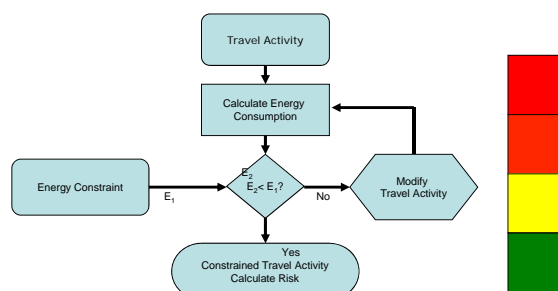 Travel Activity
Calculate Energy
Consumption
E2
E2< E1?
Energy Constraint
E1
No
Modify
Travel Activity
Yes
Constrained Travel Activity
Calculate Risk